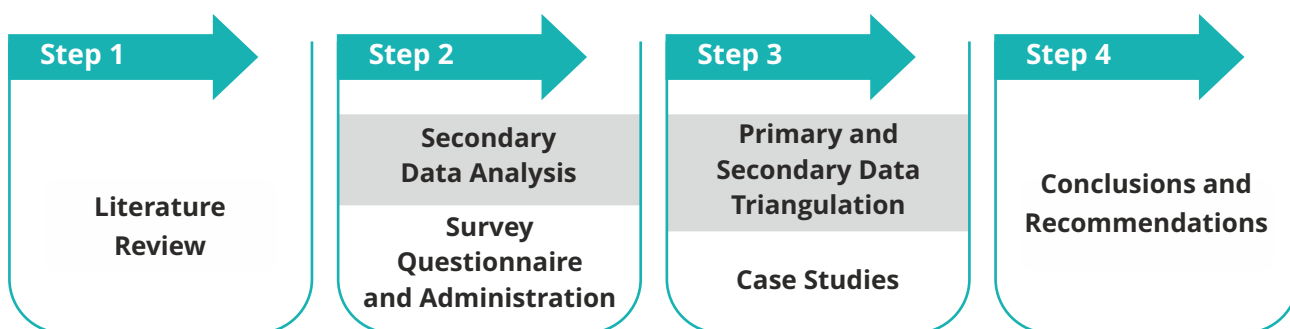 Step 1
Literature
Review
Step 2
Secondary
Data Analysis
Survey
Questionnaire
and Administration
Step 3
Primary and
Secondary Data
Triangulation
Case Studies
Step 4
Conclusions and
Recommendations